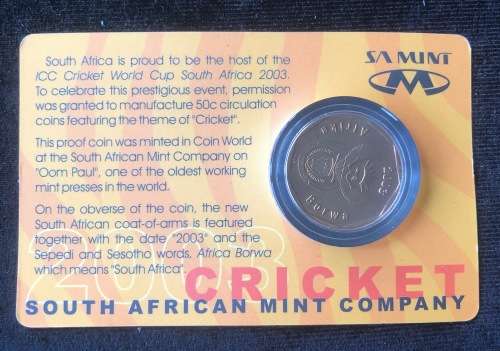 South Africa is proud to be the host of the
ICC Cricket World Cup South Africa 2003.
To celebrate this prestigious event, permission
was granted to manufacture 50c circulation
coins featuring the theme of "Cricket".
This proof coin was minted in Coin World
at the South African Mint Company on
"Oom Paul", one of the oldest working
mint presses in the world.
On the obverse of the coin, the new
South African coat-of-arms is featured
together with the date "2003" and the
Sepedi and Sesotho words, Africa Borwa
which means "South Africa".
SA MINT
Afrika
2003
Borwa
2003
CRICKET
SOUTH AFRICAN MINT COMPANY